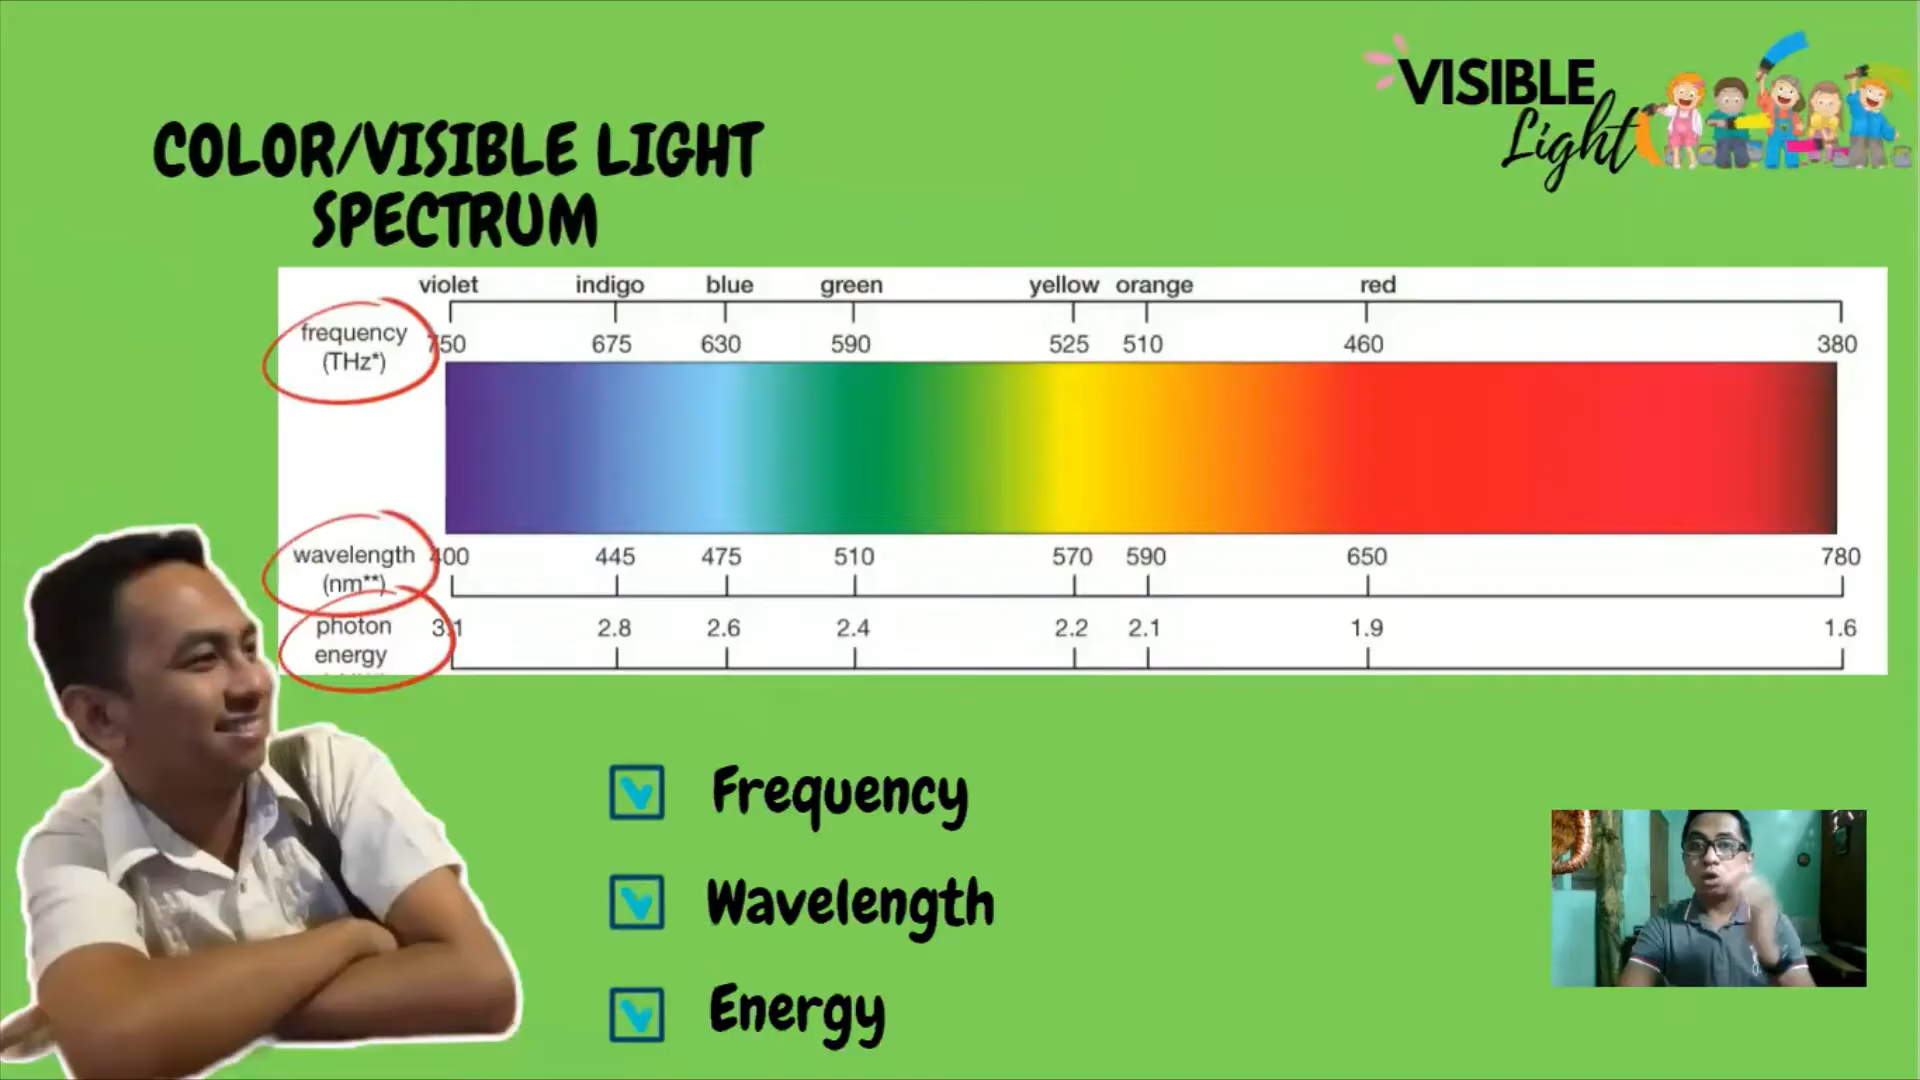 VISIBLE
Light
COLOR/VISIBLE LIGHT
SPECTRUM
violet indigo blue green yellow orange red
frequency
(THz*)
750 675 630 590 525 510 460 380
wavelength
(nm**)
400 445 475 510 570 590 650 780
photon
energy
3.1 2.8 2.6 2.4 2.2 2.1 1.9 1.6
Frequency
Wavelength
Energy